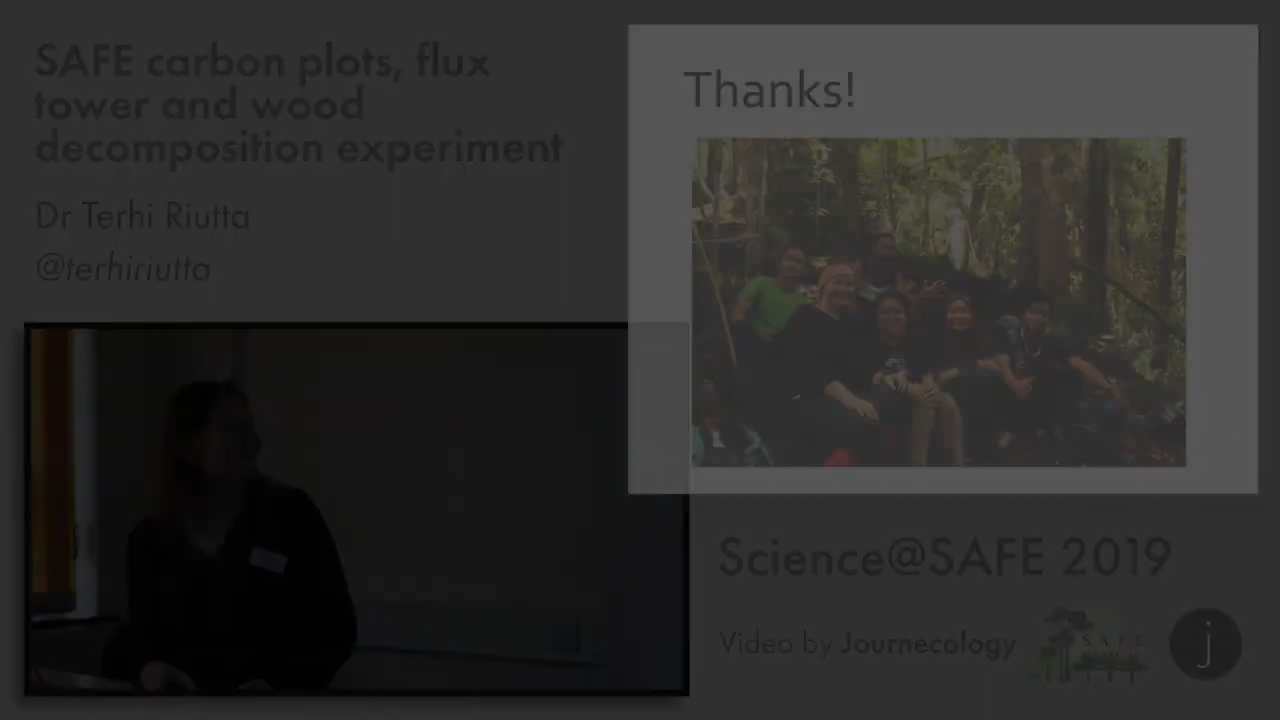 SAFE carbon plots, flux
tower and wood
decomposition experiment
Dr Terhi Riutta
@terhiriutta
Thanks!
Science@SAFE 2019
Video by Journecology
SAFE
j